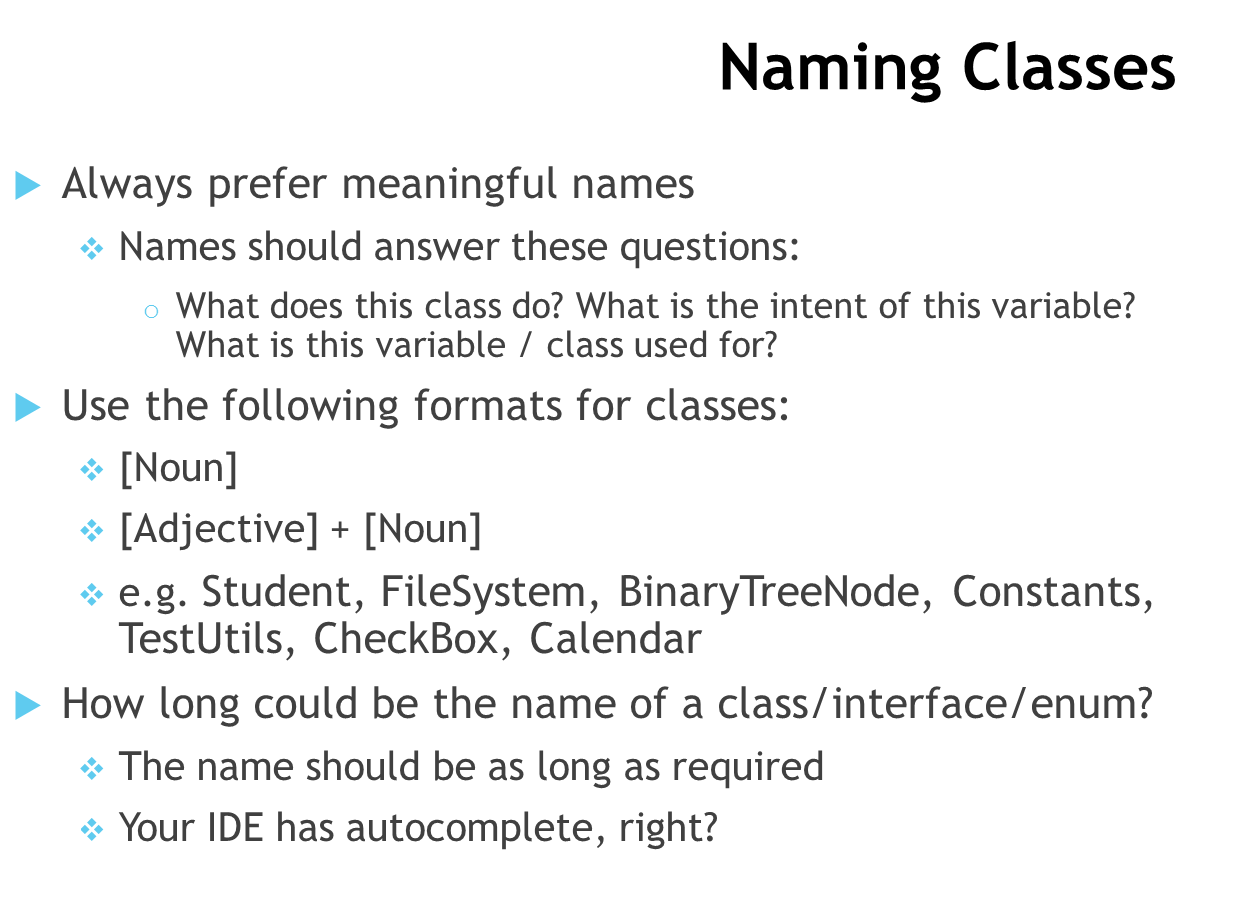 Naming Classes
Always prefer meaningful names
Names should answer these questions:
What does this class do? What is the intent of this variable?
What is this variable / class used for?
Use the following formats for classes:
[Noun]
[Adjective] + [Noun]
e.g. Student, FileSystem, BinaryTreeNode, Constants,
TestUtils, CheckBox, Calendar
How long could be the name of a class/interface/enum?
The name should be as long as required
Your IDE has autocomplete, right?